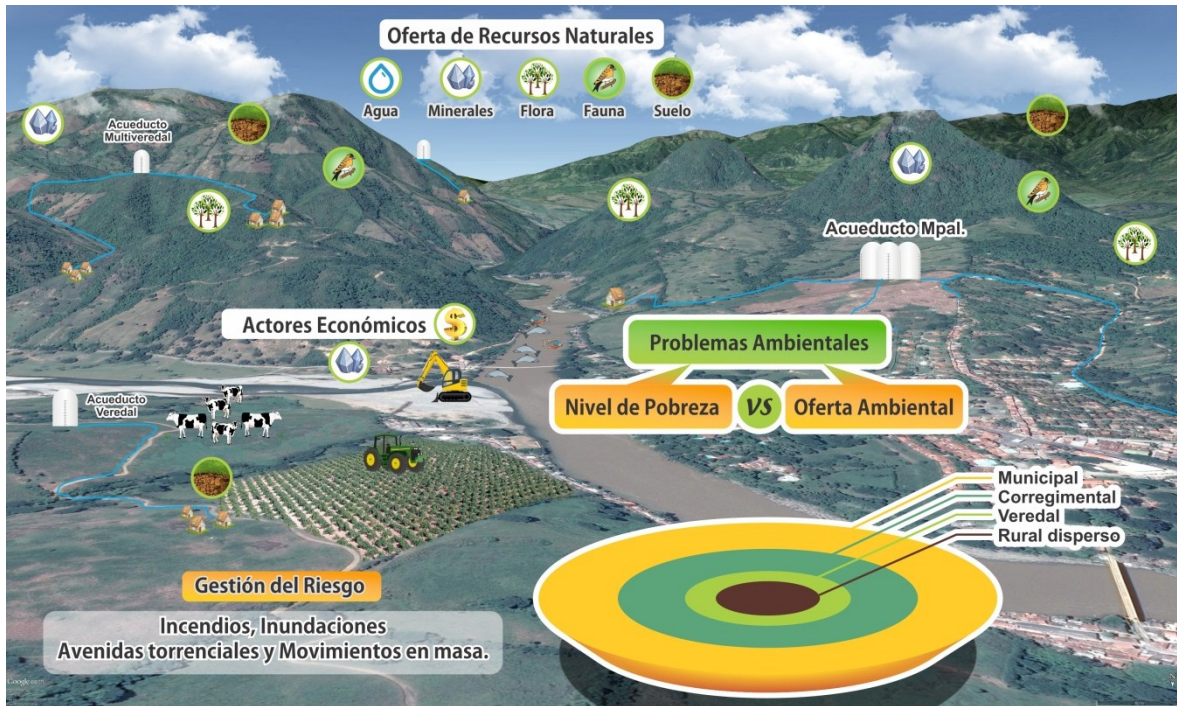 Oferta de Recursos Naturales
Agua
Minerales
Flora
Fauna
Suelo
Acueducto
Multiveredal
Acueducto Mpal.
Actores Económicos
$
Problemas Ambientales
Nivel de Pobreza
VS
Oferta Ambiental
Acueducto
Veredal
Municipal
Corregimental
Veredal
Rural disperso
Gestión del Riesgo
Incendios, Inundaciones
Avenidas torrenciales y Movimientos en masa.
Google